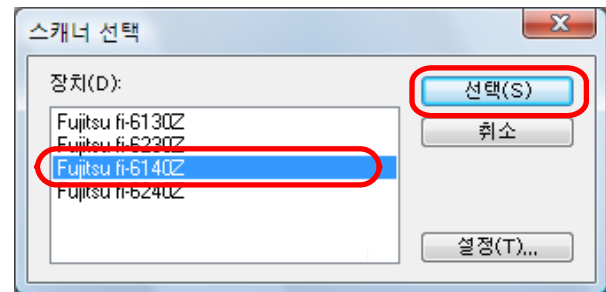 스캐너 선택
장치(D):
Fujitsu fi-6130Z
Fujitsu fi-6230Z
Fujitsu fi-6140Z
Fujitsu fi-6240Z
선택(S)
취소
설정(T)...